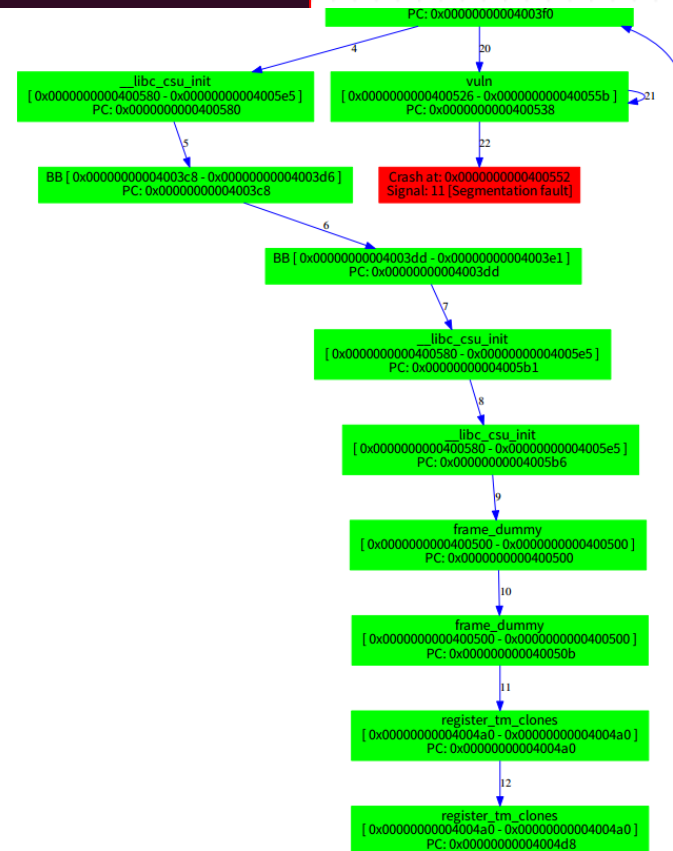 PC: 0x00000000004003f0
4
20
__libc_csu_init
[ 0x0000000000400580 - 0x00000000004005e5 ]
PC: 0x0000000000400580
vuln
[ 0x0000000000400526 - 0x000000000040055b ]
PC: 0x0000000000400538
21
5
22
BB [ 0x00000000004003c8 - 0x00000000004003d6 ]
PC: 0x00000000004003c8
Crash at: 0x0000000000400552
Signal: 11 [Segmentation fault]
6
BB [ 0x00000000004003dd - 0x00000000004003e1 ]
PC: 0x00000000004003dd
7
__libc_csu_init
[ 0x0000000000400580 - 0x00000000004005e5 ]
PC: 0x00000000004005b1
8
__libc_csu_init
[ 0x0000000000400580 - 0x00000000004005e5 ]
PC: 0x00000000004005b6
9
frame_dummy
[ 0x0000000000400500 - 0x0000000000400500 ]
PC: 0x0000000000400500
10
frame_dummy
[ 0x0000000000400500 - 0x0000000000400500 ]
PC: 0x000000000040050b
11
register_tm_clones
[ 0x00000000004004a0 - 0x00000000004004a0 ]
PC: 0x00000000004004a0
12
register_tm_clones
[ 0x00000000004004a0 - 0x00000000004004a0 ]
PC: 0x00000000004004d8